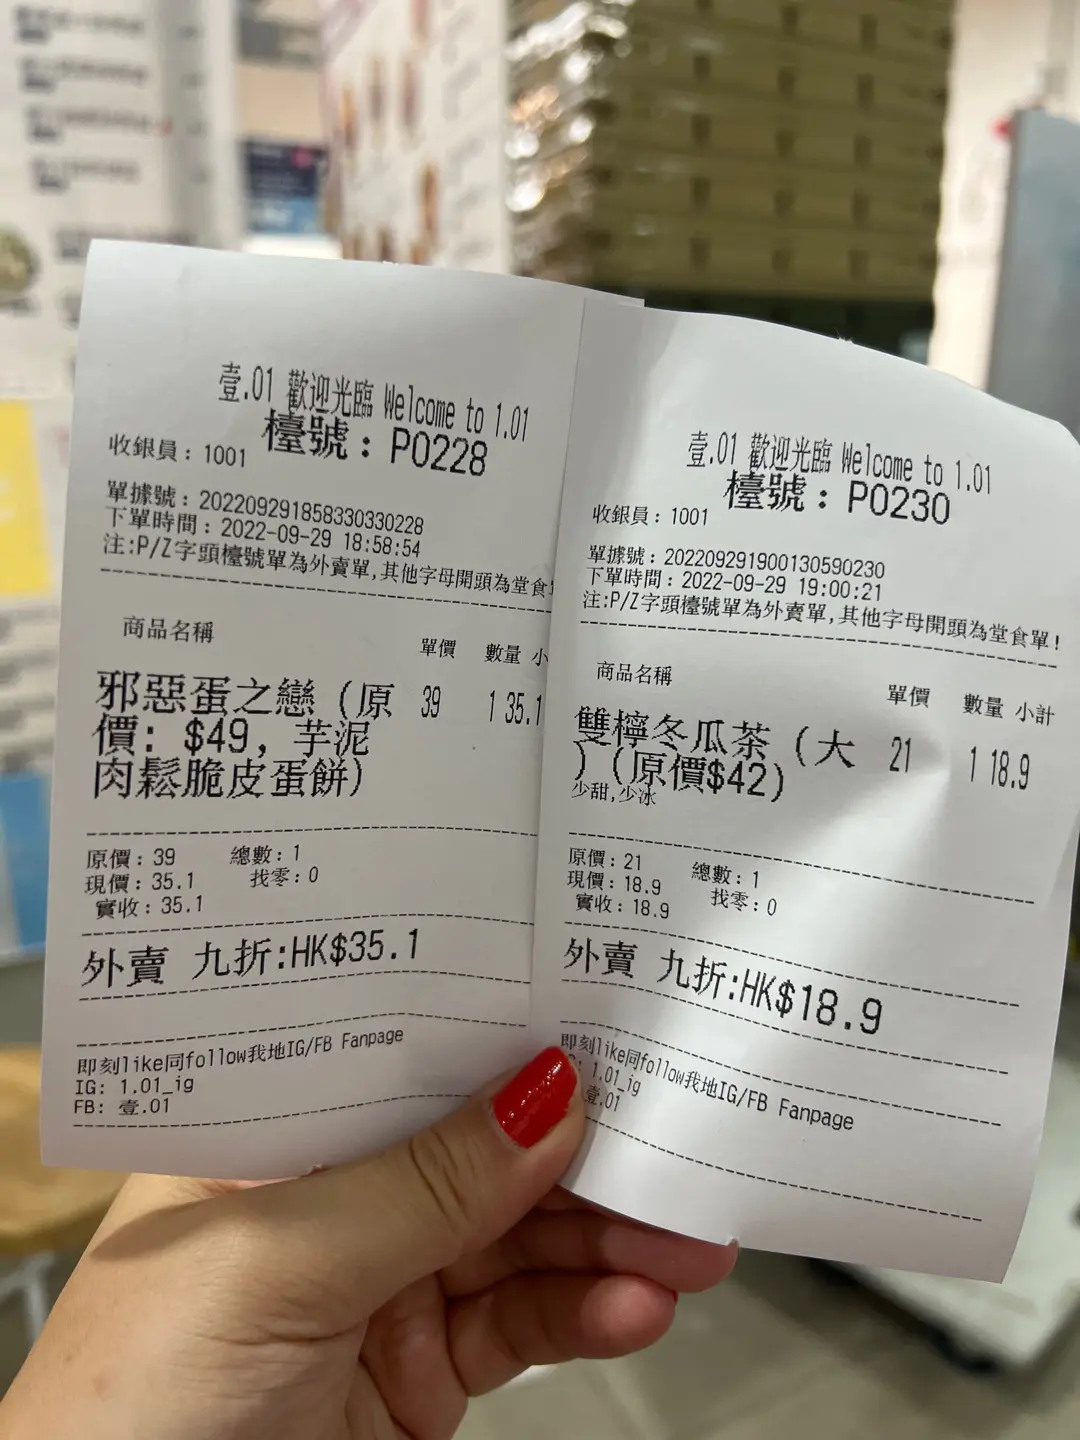 壹.01 歡迎光臨 Welcome to 1.01
檯號: P0228
收銀員: 1001
單據號: 202209291858330330228
下單時間: 2022-09-29 18:58:54
注:P/Z字頭檯號單為外賣單,其他字母開頭為堂食
商品名稱 單價 數量 小
邪惡蛋之戀 (原 39 1 35.1
價: $49, 芋泥
肉鬆脆皮蛋餅)
原價: 39 總數: 1
現價: 35.1 找零: 0
實收: 35.1
外賣 九折:HK$35.1
即刻like同follow我地IG/FB Fanpage
IG: 1.01_ig
FB: 壹.01
壹.01 歡迎光臨 Welcome to 1.01
檯號: P0230
收銀員: 1001
單據號: 202209291900130590230
下單時間: 2022-09-29 19:00:21
注:P/Z字頭檯號單為外賣單,其他字母開頭為堂食單!
商品名稱 單價 數量 小計
雙檸冬瓜茶 (大 21 1 18.9
) (原價$42)
少甜,少冰
原價: 21 總數: 1
現價: 18.9 找零: 0
實收: 18.9
外賣 九折:HK$18.9
即刻like同follow我地IG/FB Fanpage
: 1.01_ig
壹.01